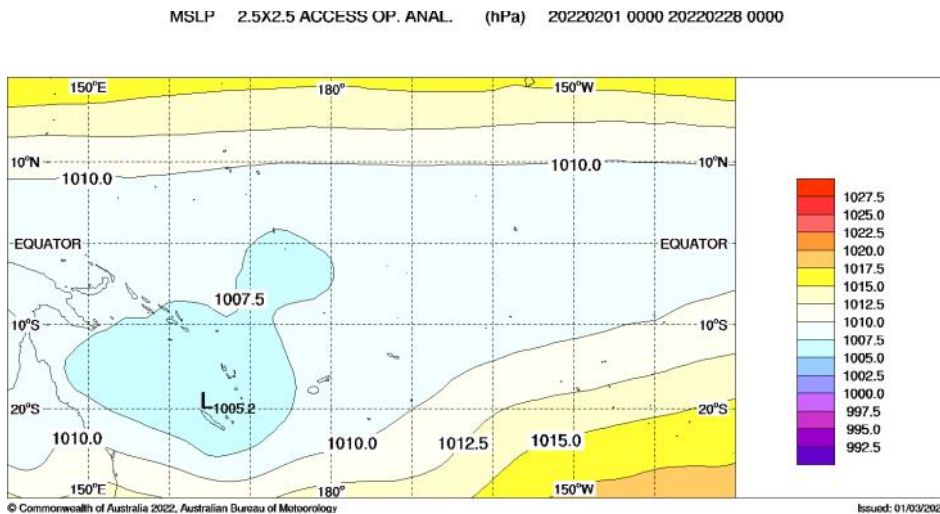 MSLP 2.5X2.5 ACCESS OP. ANAL. (hPa) 20220201 0000 20220228 0000
150°E 180° 150°W
10°N 10°N
1010.0 1010.0
EQUATOR EQUATOR
1007.5
10°S 10°S
L 1005.2
20°S 20°S
1010.0 1010.0 1012.5 1015.0
150°E 180° 150°W
1027.5
1025.0
1022.5
1020.0
1017.5
1015.0
1012.5
1010.0
1007.5
1005.0
1002.5
1000.0
997.5
995.0
992.5
© Commonwealth of Australia 2022, Australian Bureau of Meteorology Issued: 01/03/202